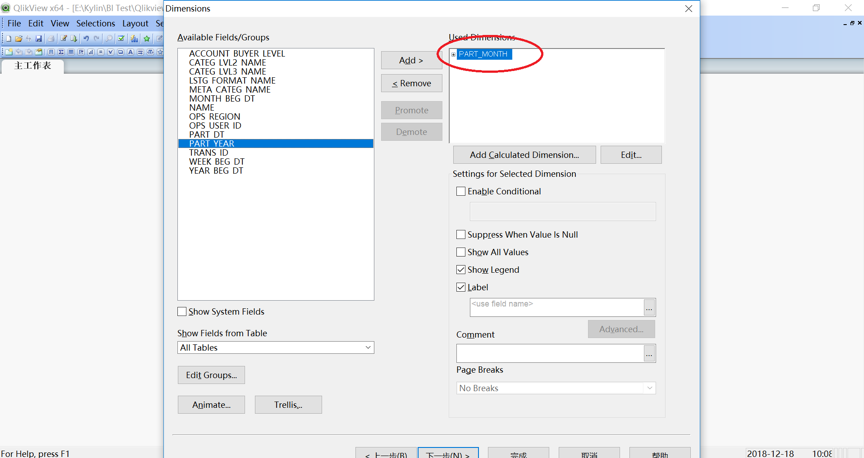 QlikView x64 - [E:\Kylin\BI Test\Qlikvie
File Edit View Selections Layout Se
主工作表
Dimensions
Available Fields/Groups
ACCOUNT BUYER LEVEL
CATEG LVL2 NAME
CATEG LVL3 NAME
LSTG FORMAT NAME
META CATEG NAME
MONTH BEG DT
NAME
OPS REGION
OPS USER ID
PART DT
PART YEAR
TRANS ID
WEEK BEG DT
YEAR BEG DT
Show System Fields
Show Fields from Table
All Tables
Edit Groups...
Animate...
Trellis...
Add >
< Remove
Promote
Demote
Used Dimensions
PART_MONTH
Add Calculated Dimension...
Edit...
Settings for Selected Dimension
Enable Conditional
Suppress When Value Is Null
Show All Values
Show Legend
Label
<use field name>
...
Advanced...
Comment
...
Page Breaks
No Breaks
< 上一步(B)
下一步(N) >
完成
取消
帮助
For Help, press F1
2018-12-18 10:08